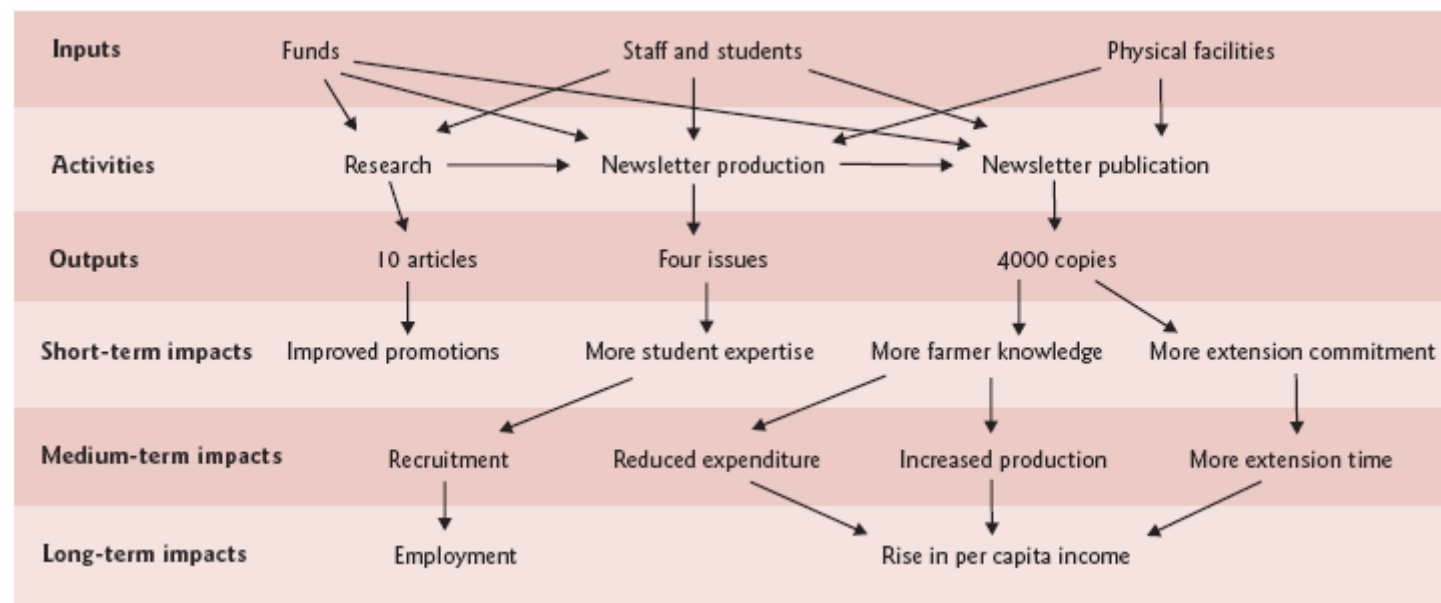 Inputs Funds Staff and students Physical facilities
Activities Research Newsletter production Newsletter publication
Outputs 10 articles Four issues 4000 copies
Short-term impacts Improved promotions More student expertise More farmer knowledge More extension commitment
Medium-term impacts Recruitment Reduced expenditure Increased production More extension time
Long-term impacts Employment Rise in per capita income